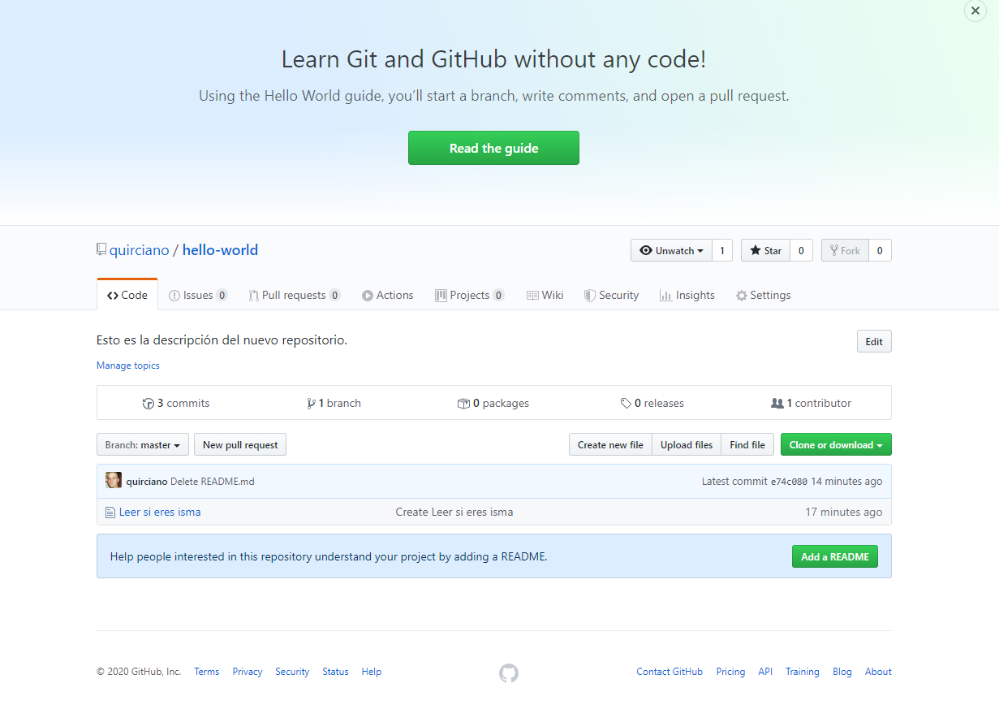 Learn Git and GitHub without any code!
Using the Hello World guide, you'll start a branch, write comments, and open a pull request.
Read the guide
quirciano / hello-world
Unwatch 1 Star 0 Fork 0
Code Issues 0 Pull requests 0 Actions Projects 0 Wiki Security Insights Settings
Esto es la descripción del nuevo repositorio. Edit
Manage topics
3 commits 1 branch 0 packages 0 releases 1 contributor
Branch: master New pull request Create new file Upload files Find file Clone or download
quirciano Delete README.md Latest commit e74c080 14 minutes ago
Leer si eres isma Create Leer si eres isma 17 minutes ago
Help people interested in this repository understand your project by adding a README. Add a README
© 2020 GitHub, Inc. Terms Privacy Security Status Help Contact GitHub Pricing API Training Blog About